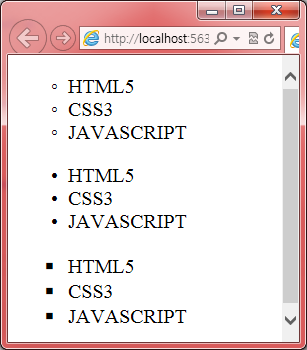 http://localhost:563
◦ HTML5
◦ CSS3
◦ JAVASCRIPT
• HTML5
• CSS3
• JAVASCRIPT
▪ HTML5
▪ CSS3
▪ JAVASCRIPT